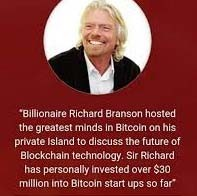 “Billionaire Richard Branson hosted
the greatest minds in Bitcoin on his
private Island to discuss the future of
Blockchain technology. Sir Richard
has personally invested over $30
million into Bitcoin start ups so far”